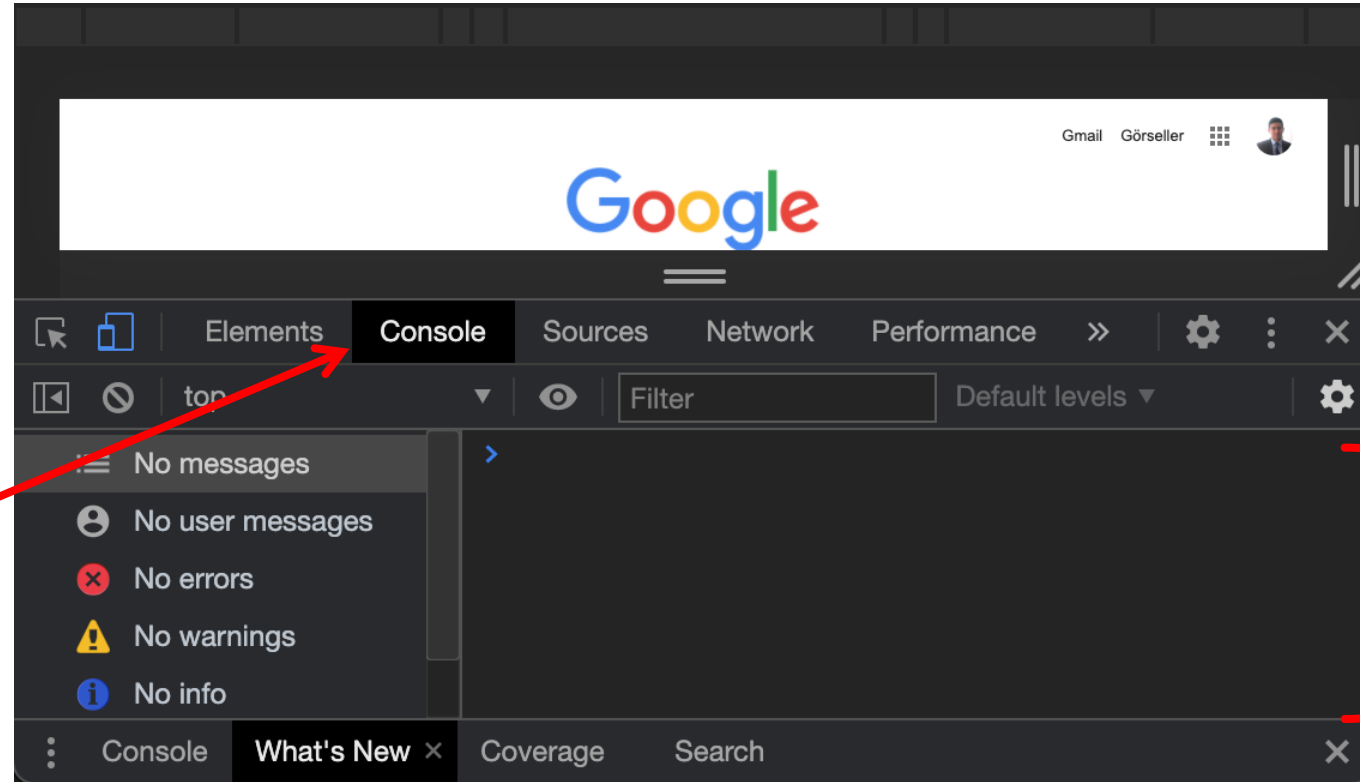 Gmail Görseller
Google
Elements Console Sources Network Performance »
top Filter Default levels
No messages
No user messages
No errors
No warnings
No info
Console What's New Coverage Search